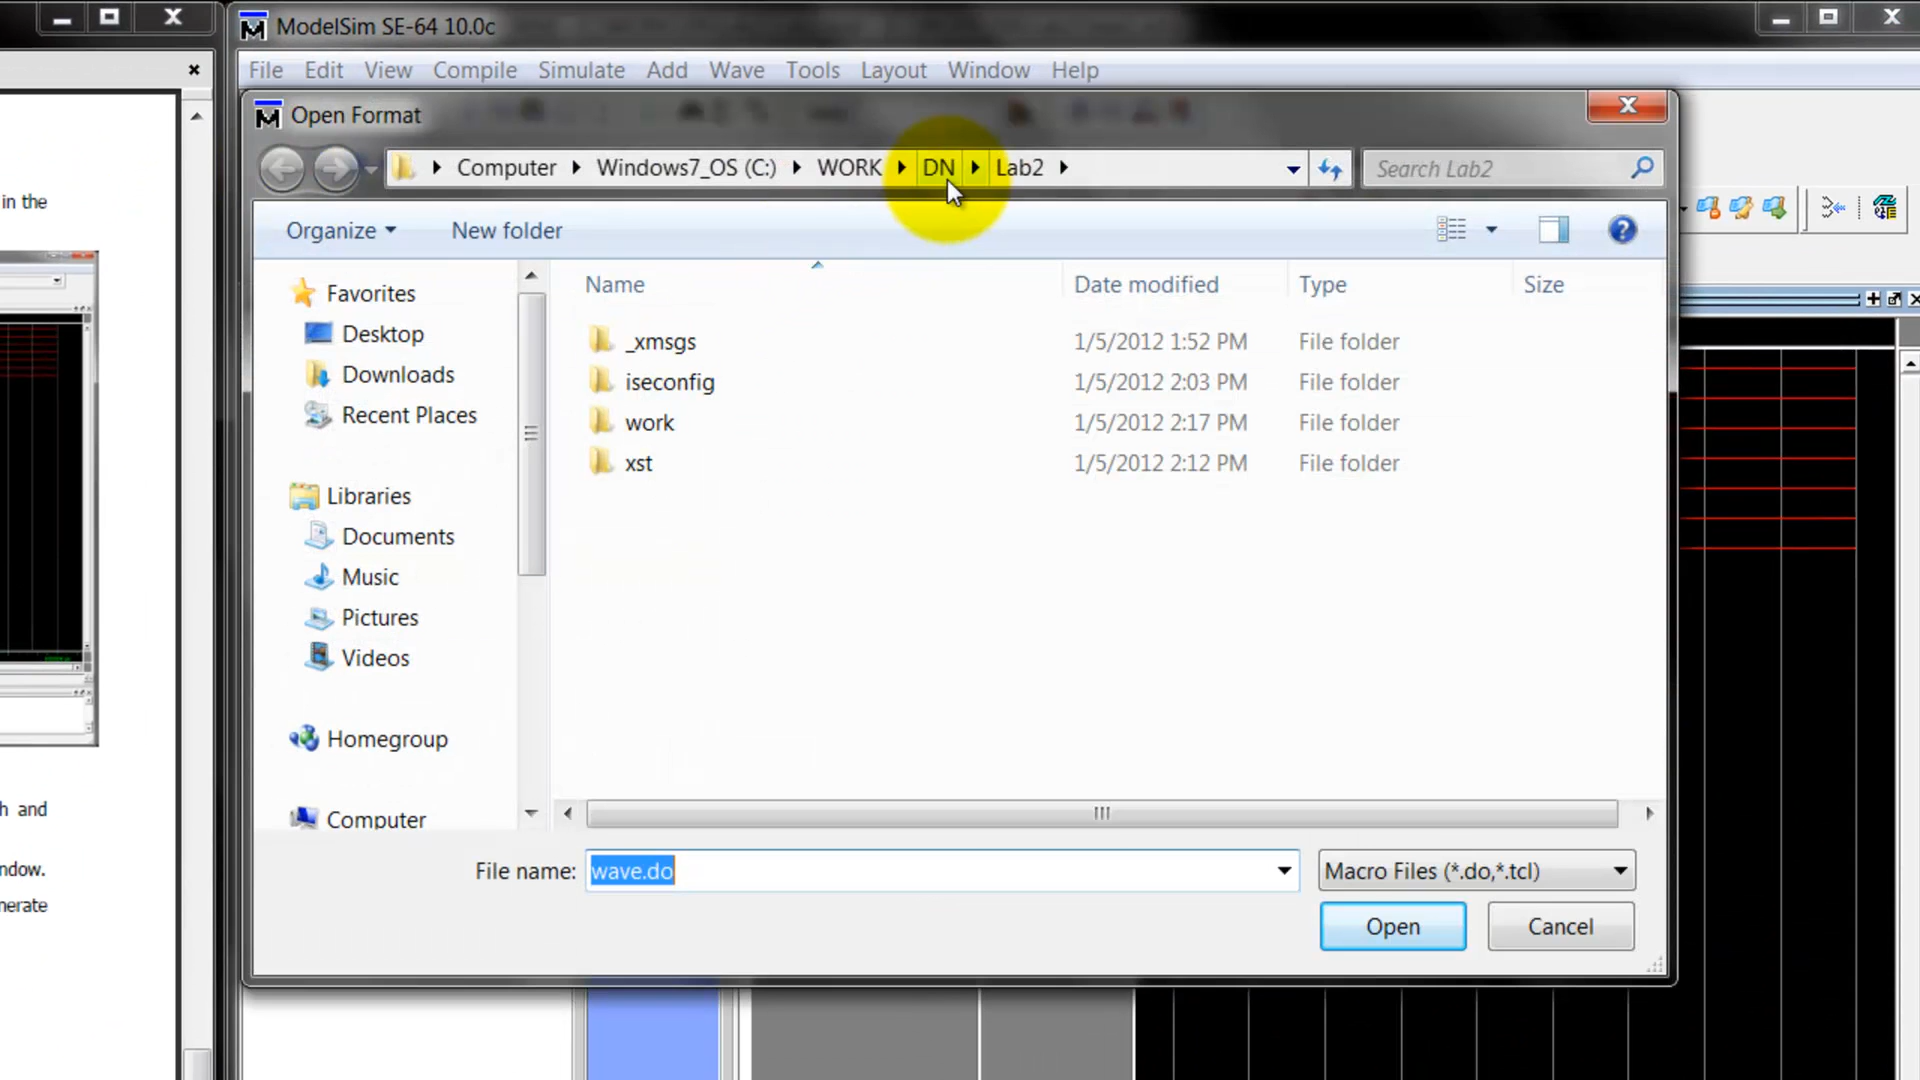 ModelSim SE-64 10.0c
File Edit View Compile Simulate Add Wave Tools Layout Window Help
Open Format
Computer Windows7_OS (C:) WORK DN Lab2
Search Lab2
in the
Organize New folder
Name Date modified Type Size
Favorites
Desktop
Downloads
Recent Places
Libraries
Documents
Music
Pictures
Videos
Homegroup
Computer
_xmsgs 1/5/2012 1:52 PM File folder
iseconfig 1/5/2012 2:03 PM File folder
work 1/5/2012 2:17 PM File folder
xst 1/5/2012 2:12 PM File folder
h and
ndow.
nerate
File name: wave.do Macro Files (*.do,*.tcl)
Open Cancel